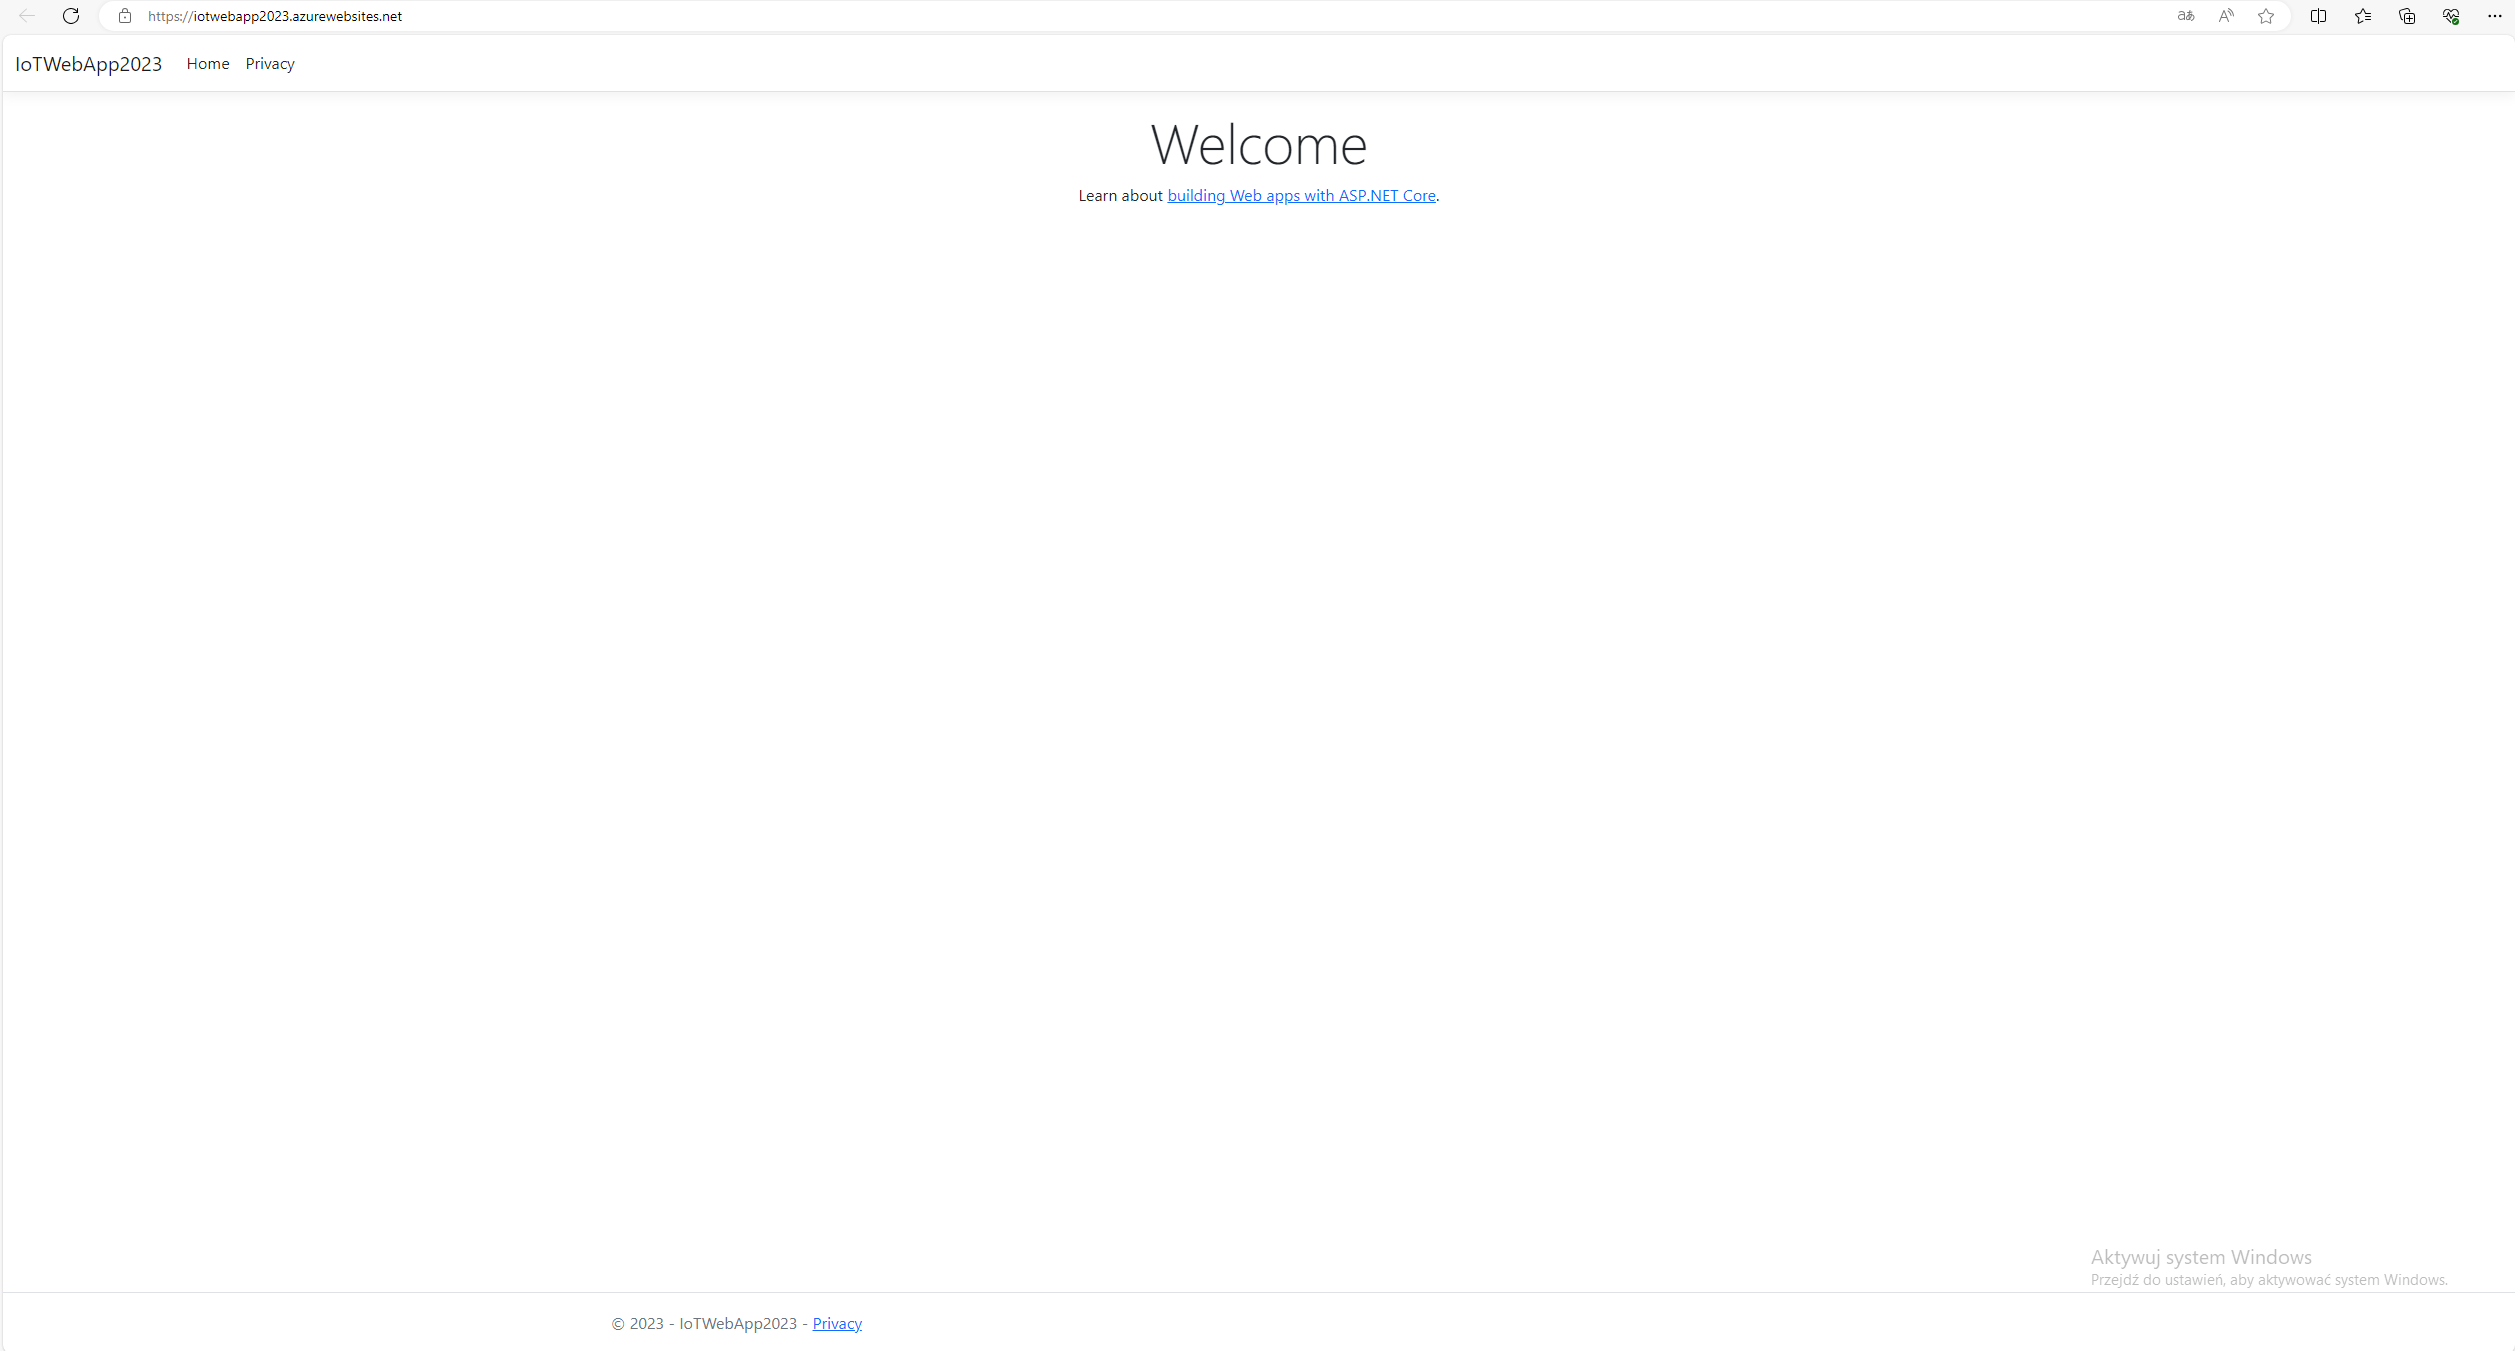 https://iotwebapp2023.azurewebsites.net
IoTWebApp2023 Home Privacy
Welcome
Learn about building Web apps with ASP.NET Core.
Aktywuj system Windows
Przejdź do ustawień, aby aktywować system Windows.
© 2023 - IoTWebApp2023 - Privacy